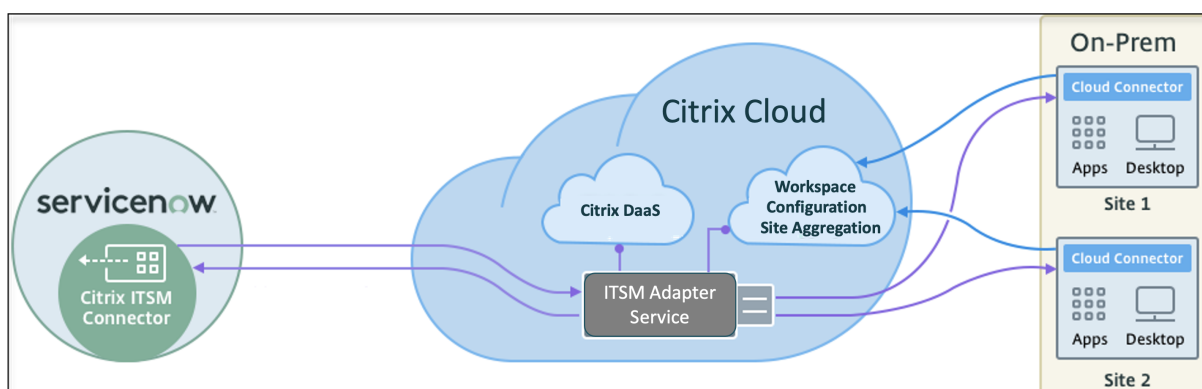 On-Prem
Cloud Connector
Apps Desktop
Site 1
Cloud Connector
Apps Desktop
Site 2
Citrix Cloud
Citrix DaaS
Workspace
Configuration
Site Aggregation
ITSM Adapter
Service
servicenow
Citrix ITSM
Connector